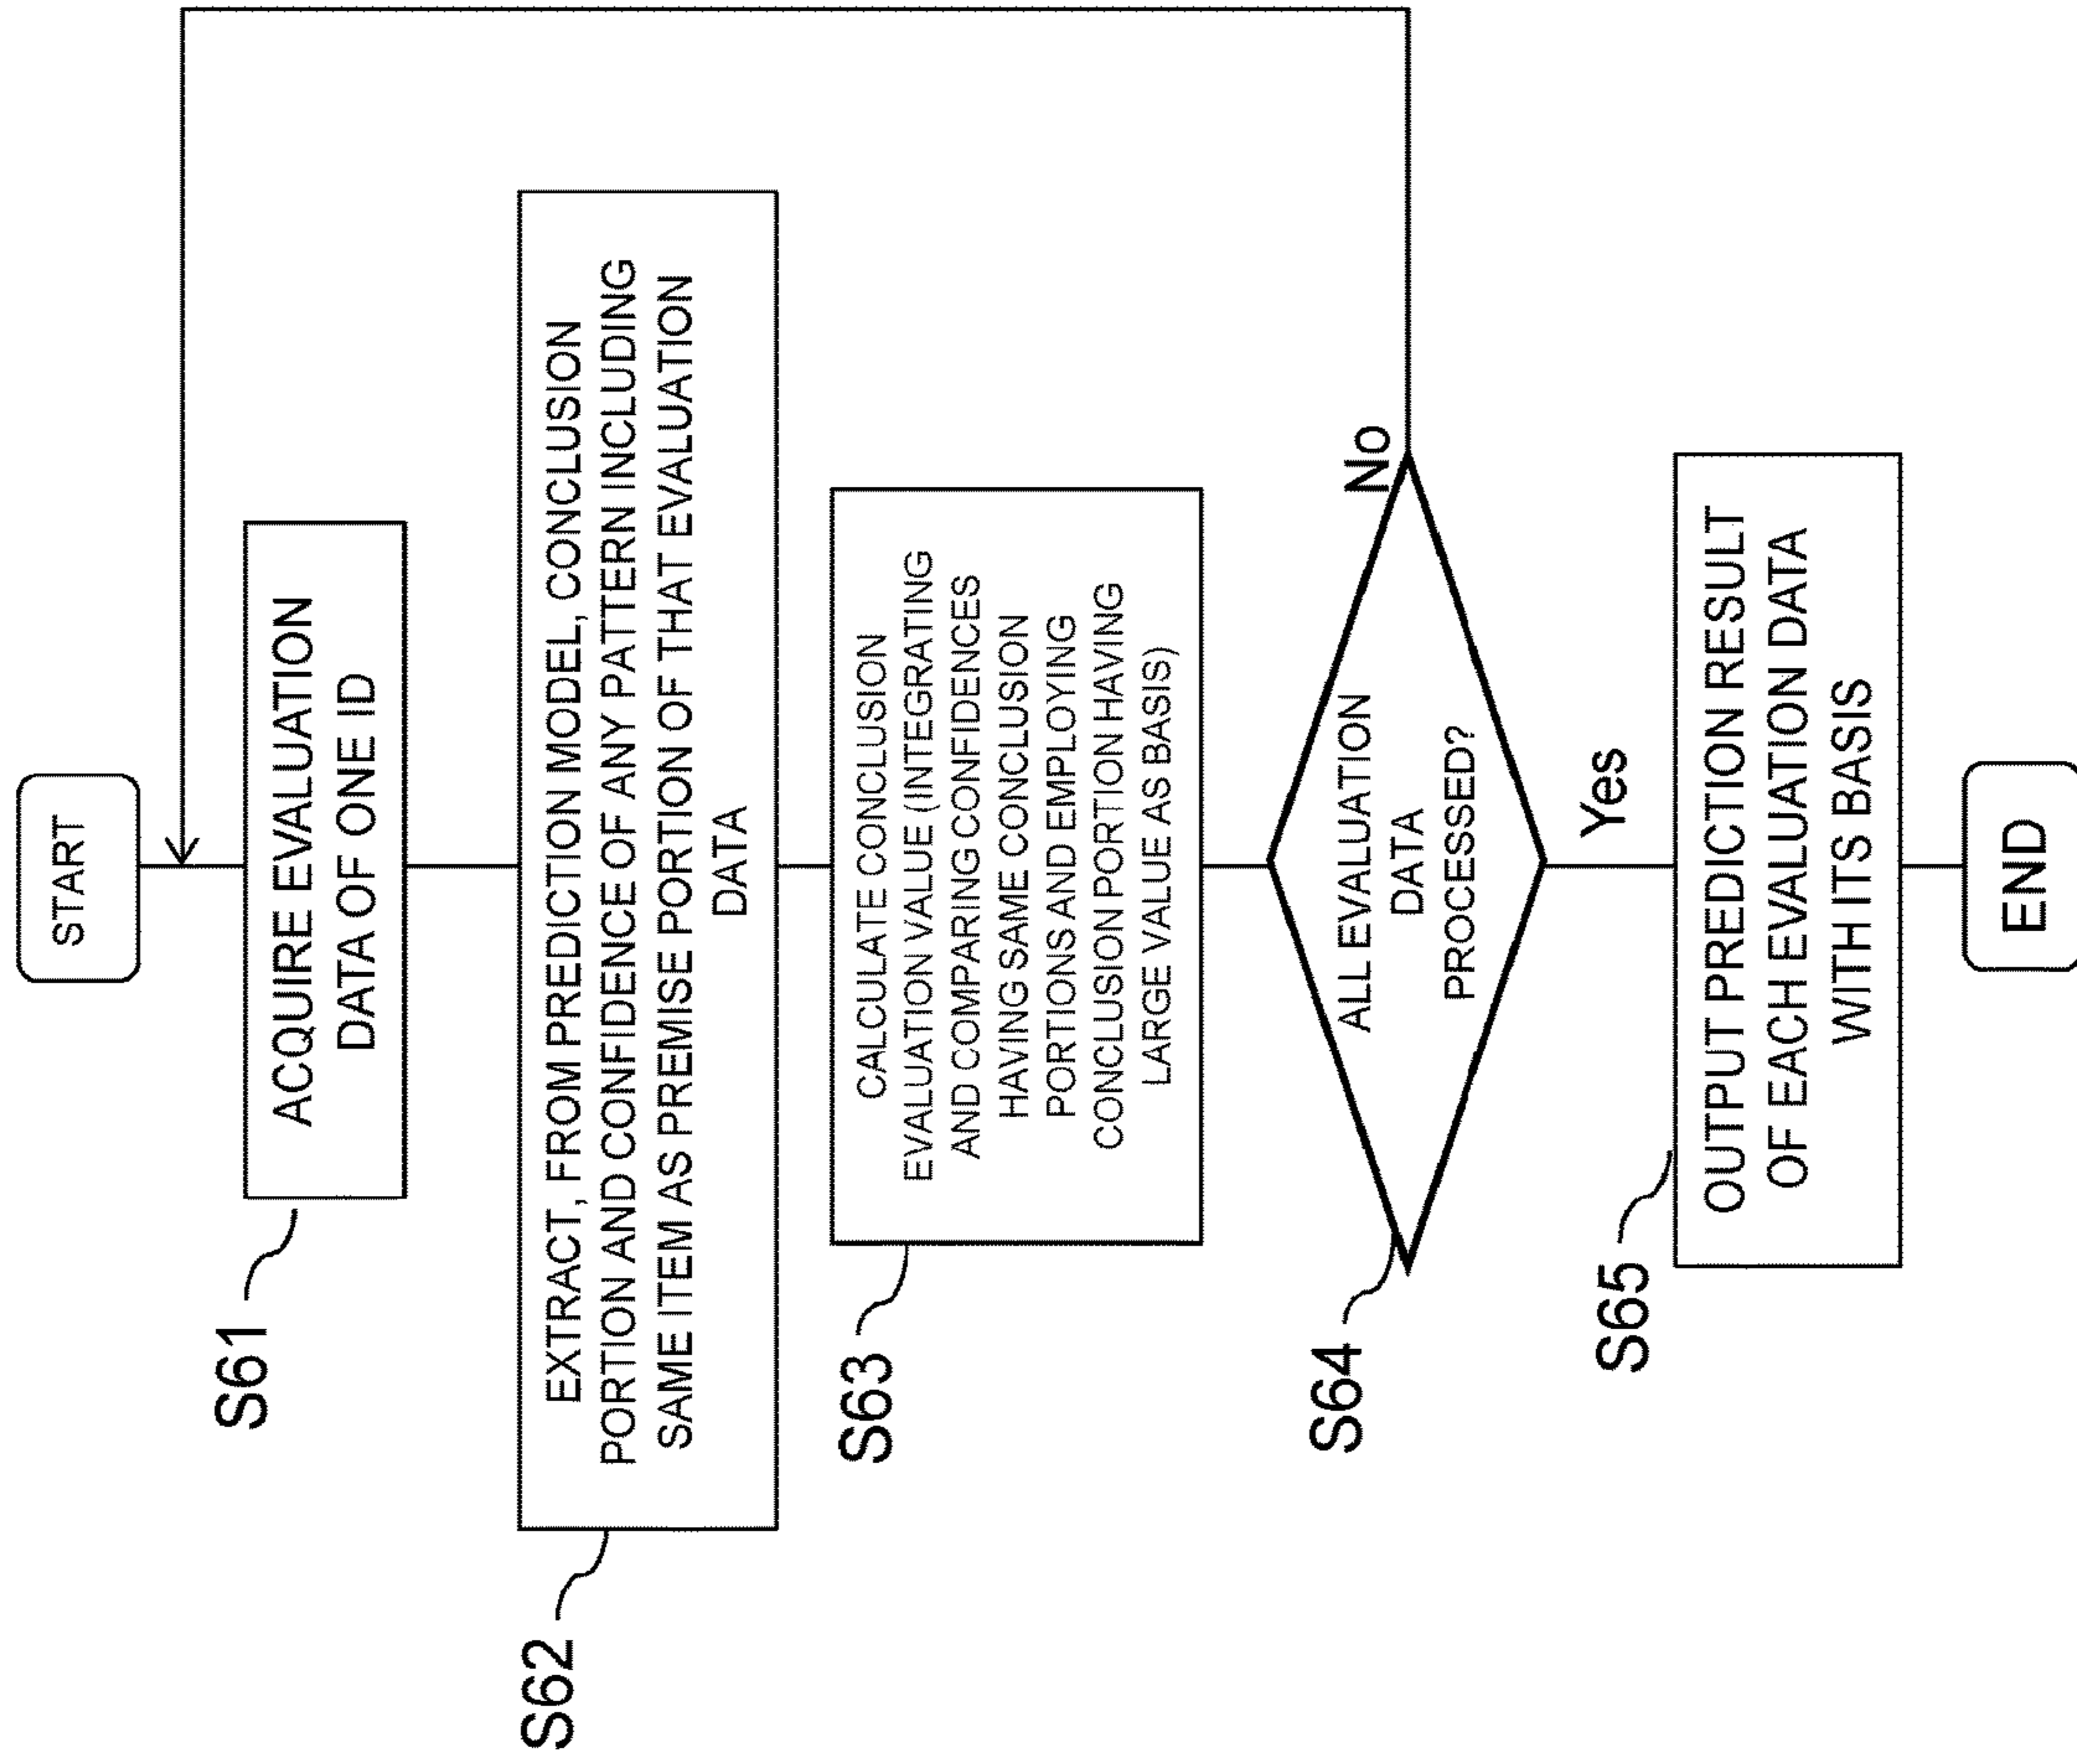 START
S61
ACQUIRE EVALUATION
DATA OF ONE ID
S62
EXTRACT, FROM PREDICTION MODEL, CONCLUSION
PORTION AND CONFIDENCE OF ANY PATTERN INCLUDING
SAME ITEM AS PREMISE PORTION OF THAT EVALUATION
DATA
S63
CALCULATE CONCLUSION
EVALUATION VALUE (INTEGRATING
AND COMPARING CONFIDENCES
HAVING SAME CONCLUSION
PORTIONS AND EMPLOYING
CONCLUSION PORTION HAVING
LARGE VALUE AS BASIS)
S64
ALL EVALUATION
DATA
PROCESSED?
No
Yes
S65
OUTPUT PREDICTION RESULT
OF EACH EVALUATION DATA
WITH ITS BASIS
END